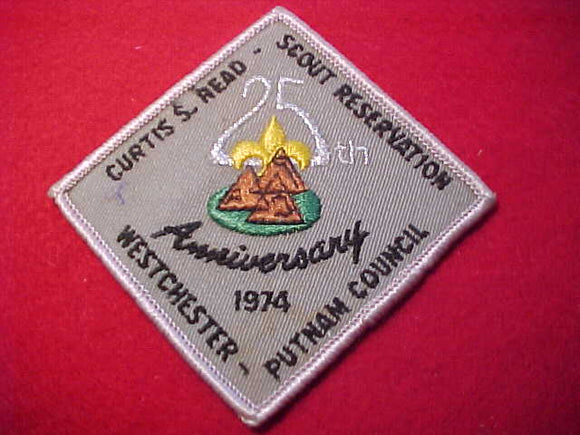 CURTIS S. READ - SCOUT RESERVATION
25th
Anniversary
1974
WESTCHESTER - PUTNAM COUNCIL